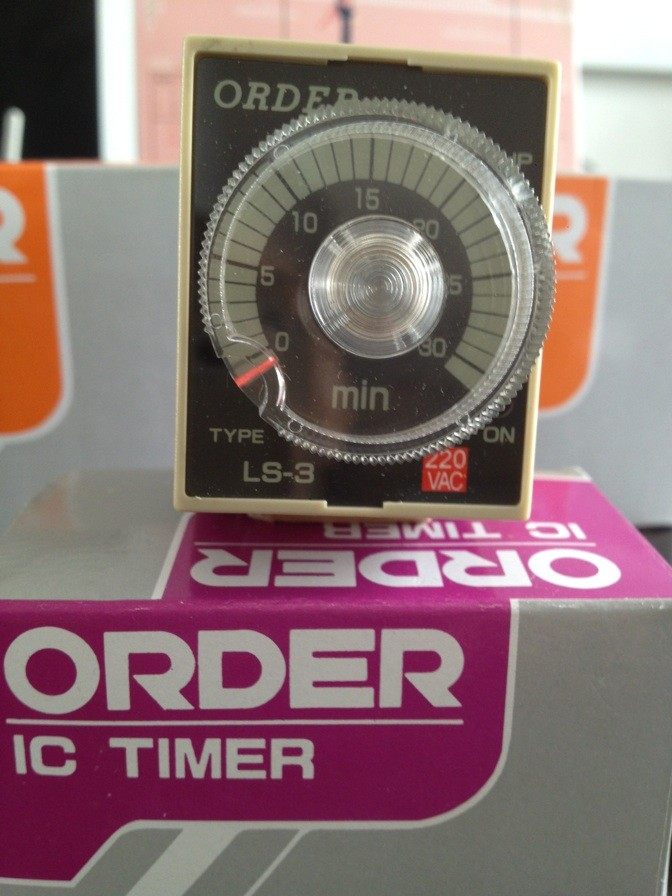 ORDER
UP
15
10 20
5 25
0 30
min
TYPE ON
LS-3 220
VAC
IC TIMER
ORDER
ORDER
IC TIMER
R